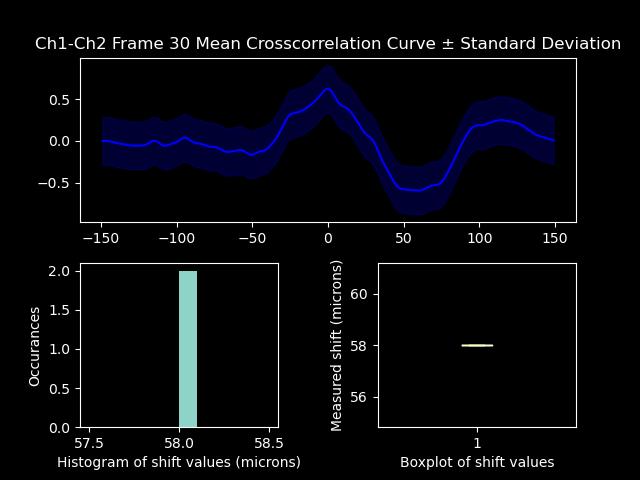 Ch1-Ch2 Frame 30 Mean Crosscorrelation Curve ± Standard Deviation
0.5
0.0
−0.5
−150 −100 −50 0 50 100 150
2.0
1.5
1.0
0.5
0.0
Occurances
57.5 58.0 58.5
Histogram of shift values (microns)
60
58
56
Measured shift (microns)
1
Boxplot of shift values